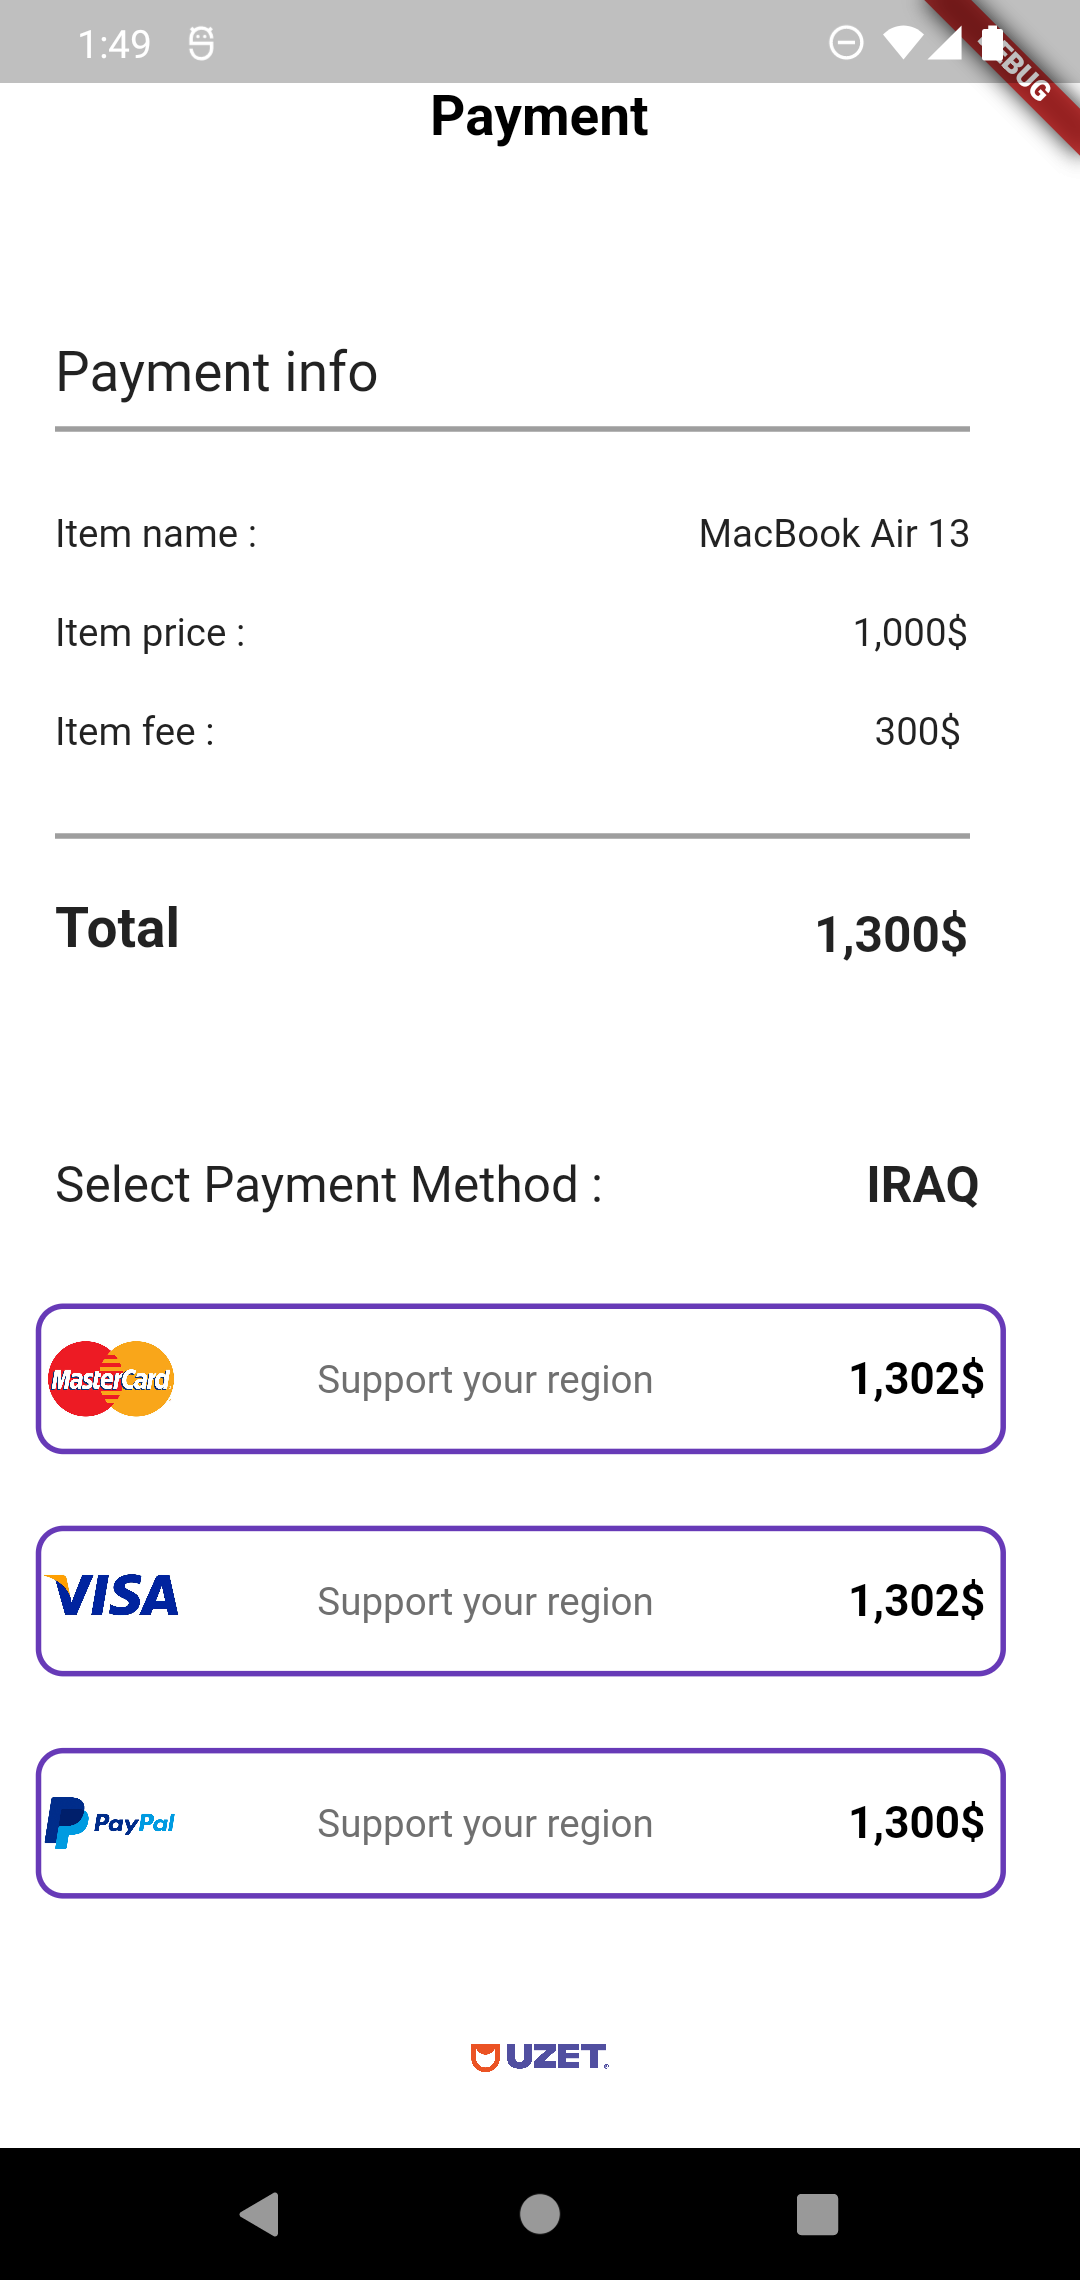 1:49
EBUG
Payment
Payment info
Item name : MacBook Air 13
Item price : 1,000$
Item fee : 300$
Total 1,300$
Select Payment Method : IRAQ
MasterCard Support your region 1,302$
VISA Support your region 1,302$
PayPal Support your region 1,300$
UZET